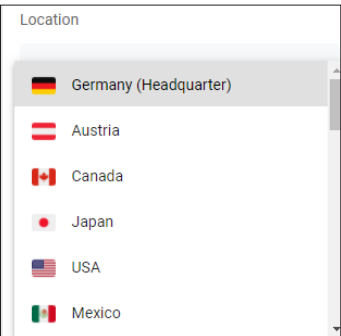 Location
Germany (Headquarter)
Austria
Canada
Japan
USA
Mexico